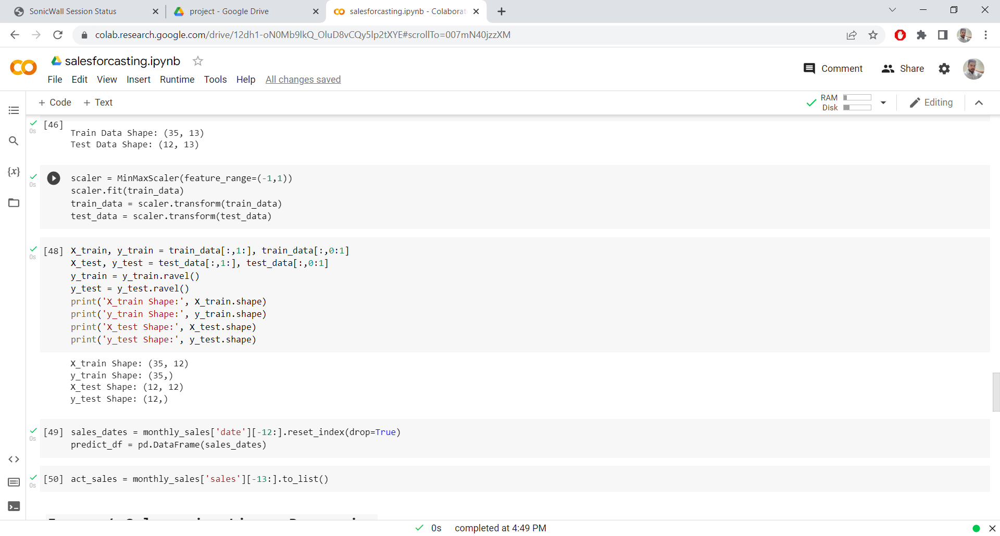 SonicWall Session Status
project - Google Drive
salesforcasting.ipynb - Colaborat
colab.research.google.com/drive/12dh1-oN0Mb9lkQ_OluD8vCQy5lp2tXYE#scrollTo=007mN40jzzXM
salesforcasting.ipynb
File Edit View Insert Runtime Tools Help All changes saved
Comment Share
+ Code + Text
RAM
Disk
Editing
[46]
0s
Train Data Shape: (35, 13)
Test Data Shape: (12, 13)
0s
scaler = MinMaxScaler(feature_range=(-1,1))
scaler.fit(train_data)
train_data = scaler.transform(train_data)
test_data = scaler.transform(test_data)
0s
[48] X_train, y_train = train_data[:,1:], train_data[:,0:1]
X_test, y_test = test_data[:,1:], test_data[:,0:1]
y_train = y_train.ravel()
y_test = y_test.ravel()
print('X_train Shape:', X_train.shape)
print('y_train Shape:', y_train.shape)
print('X_test Shape:', X_test.shape)
print('y_test Shape:', y_test.shape)
X_train Shape: (35, 12)
y_train Shape: (35,)
X_test Shape: (12, 12)
y_test Shape: (12,)
0s
[49] sales_dates = monthly_sales['date'][-12:].reset_index(drop=True)
predict_df = pd.DataFrame(sales_dates)
0s
[50] act_sales = monthly_sales['sales'][-13:].to_list()
0s completed at 4:49 PM